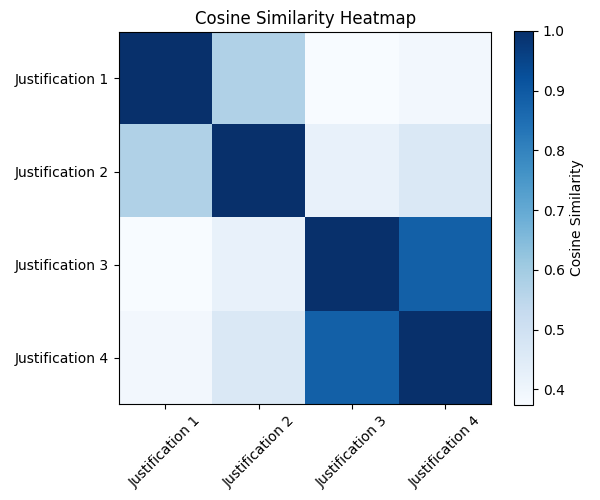 Cosine Similarity Heatmap
Justification 1
Justification 2
Justification 3
Justification 4
Justification 1
Justification 2
Justification 3
Justification 4
1.0
0.9
0.8
0.7
0.6
0.5
0.4
Cosine Similarity